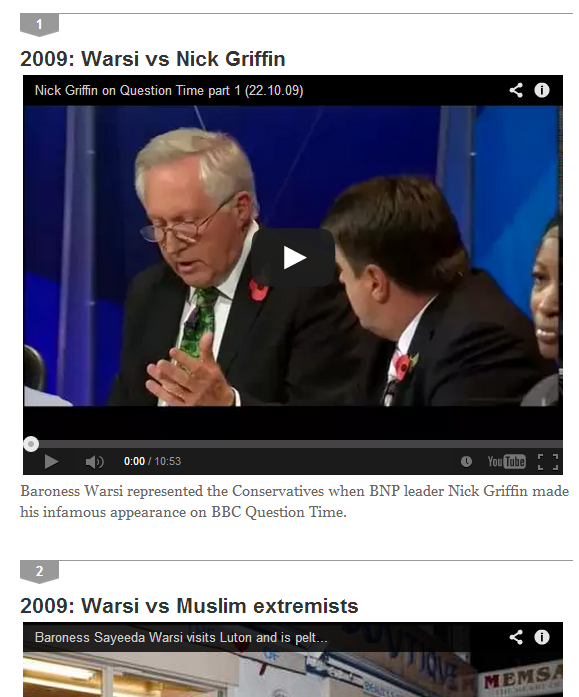 1
2009: Warsi vs Nick Griffin
Nick Griffin on Question Time part 1 (22.10.09)
0:00 / 10:53
YouTube
Baroness Warsi represented the Conservatives when BNP leader Nick Griffin made
his infamous appearance on BBC Question Time.
2
2009: Warsi vs Muslim extremists
Baroness Sayeeda Warsi visits Luton and is pelt...
BOUTIQUE
MEMSA